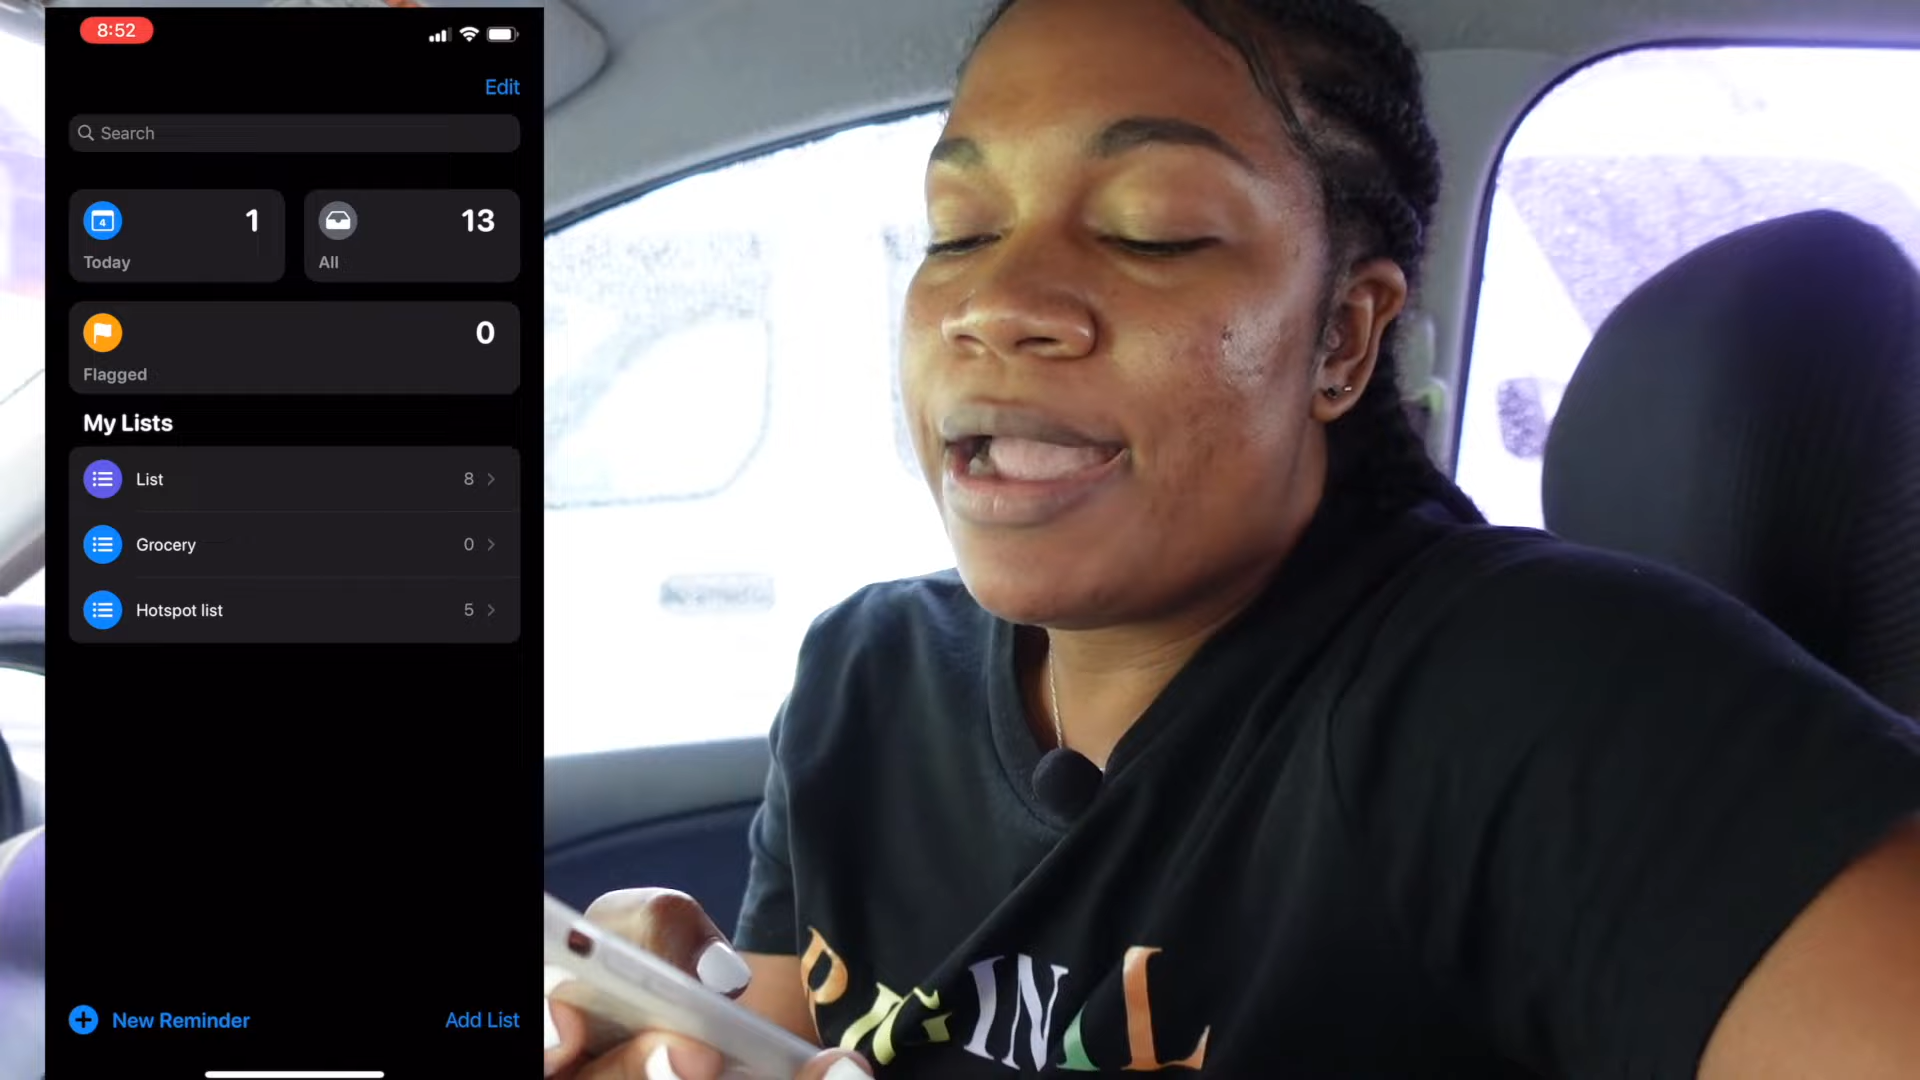 8:52
Edit
Search
4
1
Today
13
All
0
Flagged
My Lists
List 8
Grocery 0
Hotspot list 5
New Reminder
Add List